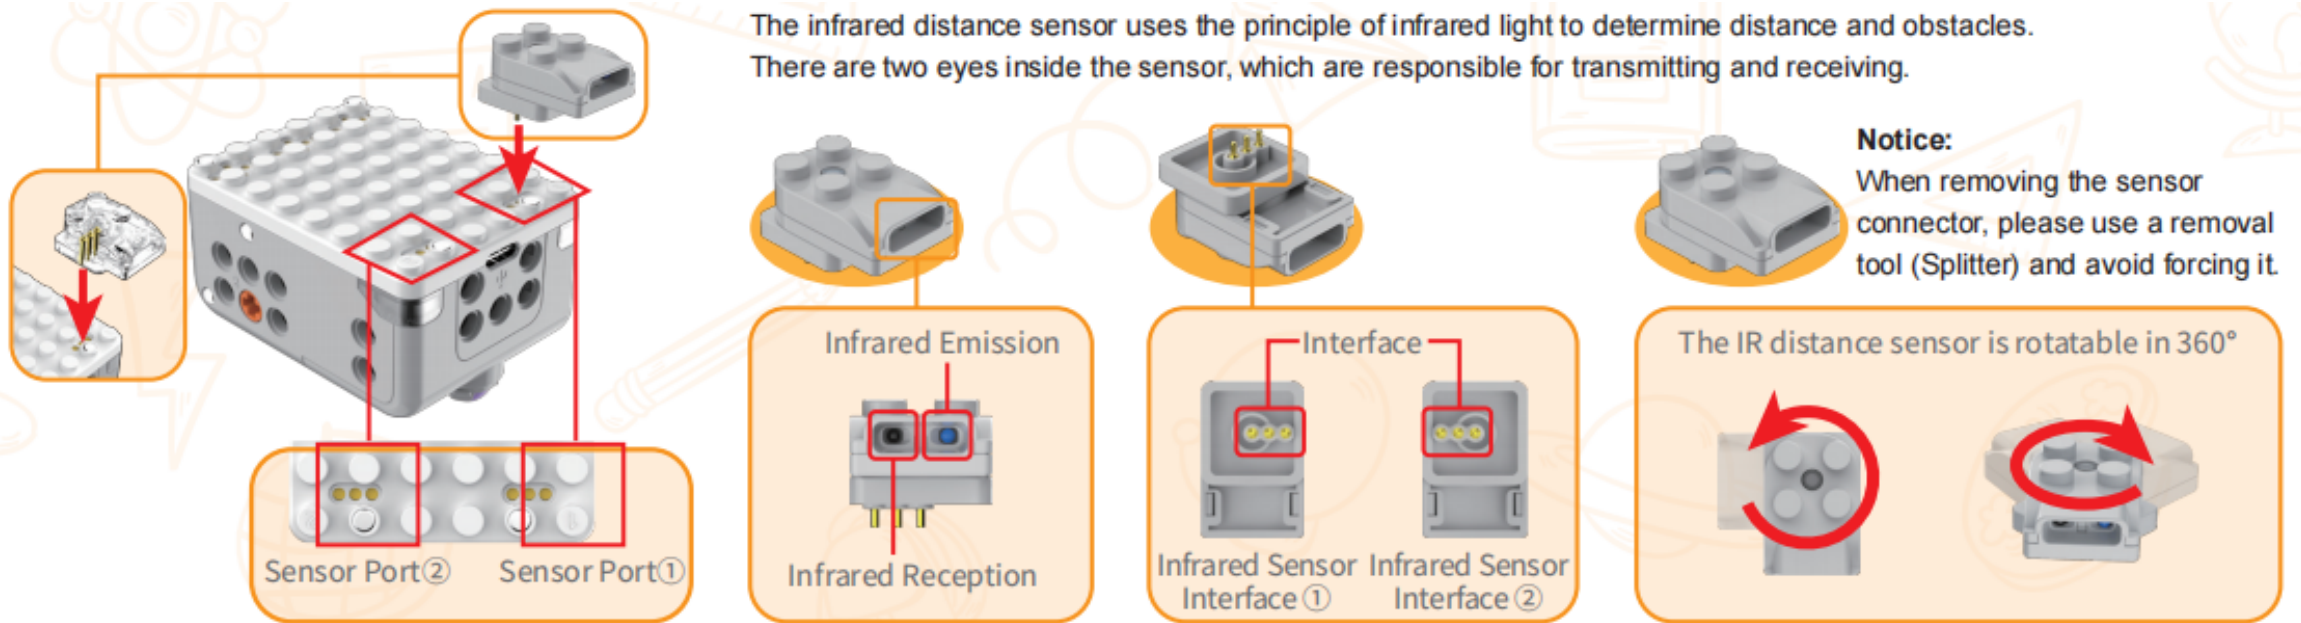 The infrared distance sensor uses the principle of infrared light to determine distance and obstacles.
There are two eyes inside the sensor, which are responsible for transmitting and receiving.
Notice:
When removing the sensor
connector, please use a removal
tool (Splitter) and avoid forcing it.
Sensor Port②
Sensor Port①
Infrared Emission
Infrared Reception
Interface
Infrared Sensor
Interface①
Infrared Sensor
Interface②
The IR distance sensor is rotatable in 360°